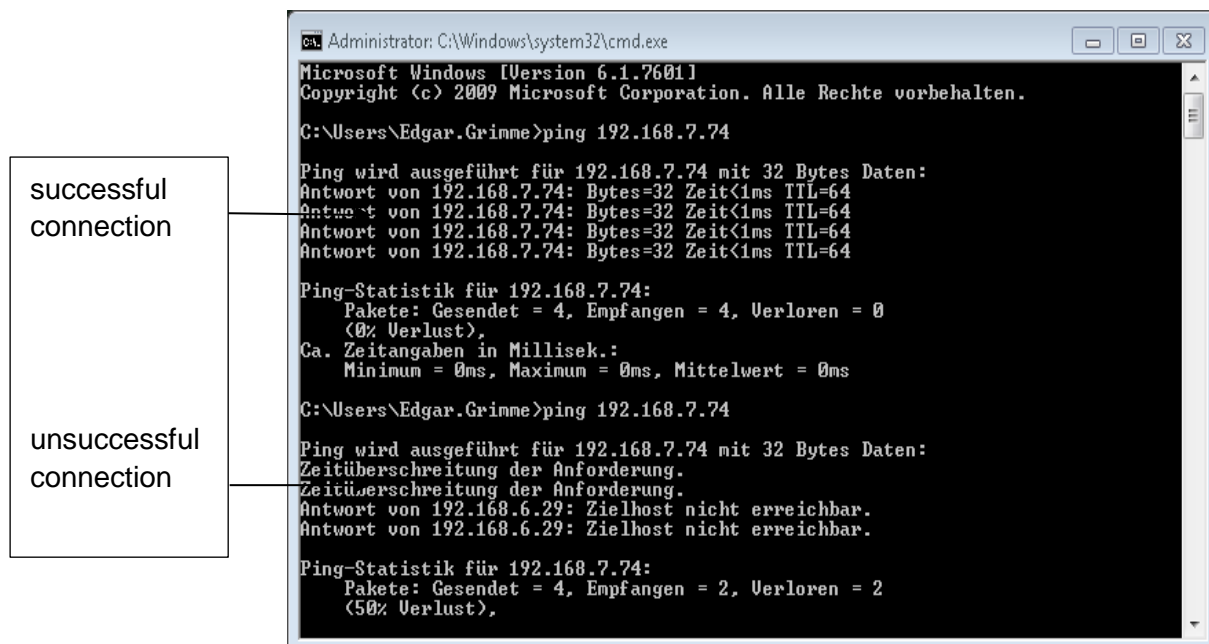 Administrator: C:\Windows\system32\cmd.exe
Microsoft Windows [Version 6.1.7601]
Copyright (c) 2009 Microsoft Corporation. Alle Rechte vorbehalten.
C:\Users\Edgar.Grimme>ping 192.168.7.74
Ping wird ausgeführt für 192.168.7.74 mit 32 Bytes Daten:
Antwort von 192.168.7.74: Bytes=32 Zeit<1ms TTL=64
Antwort von 192.168.7.74: Bytes=32 Zeit<1ms TTL=64
Antwort von 192.168.7.74: Bytes=32 Zeit<1ms TTL=64
Antwort von 192.168.7.74: Bytes=32 Zeit<1ms TTL=64
Ping-Statistik für 192.168.7.74:
Pakete: Gesendet = 4, Empfangen = 4, Verloren = 0
(0% Verlust),
Ca. Zeitangaben in Millisek.:
Minimum = 0ms, Maximum = 0ms, Mittelwert = 0ms
C:\Users\Edgar.Grimme>ping 192.168.7.74
Ping wird ausgeführt für 192.168.7.74 mit 32 Bytes Daten:
Zeitüberschreitung der Anforderung.
Zeitüberschreitung der Anforderung.
Antwort von 192.168.6.29: Zielhost nicht erreichbar.
Antwort von 192.168.6.29: Zielhost nicht erreichbar.
Ping-Statistik für 192.168.7.74:
Pakete: Gesendet = 4, Empfangen = 2, Verloren = 2
(50% Verlust),
successful
connection
unsuccessful
connection